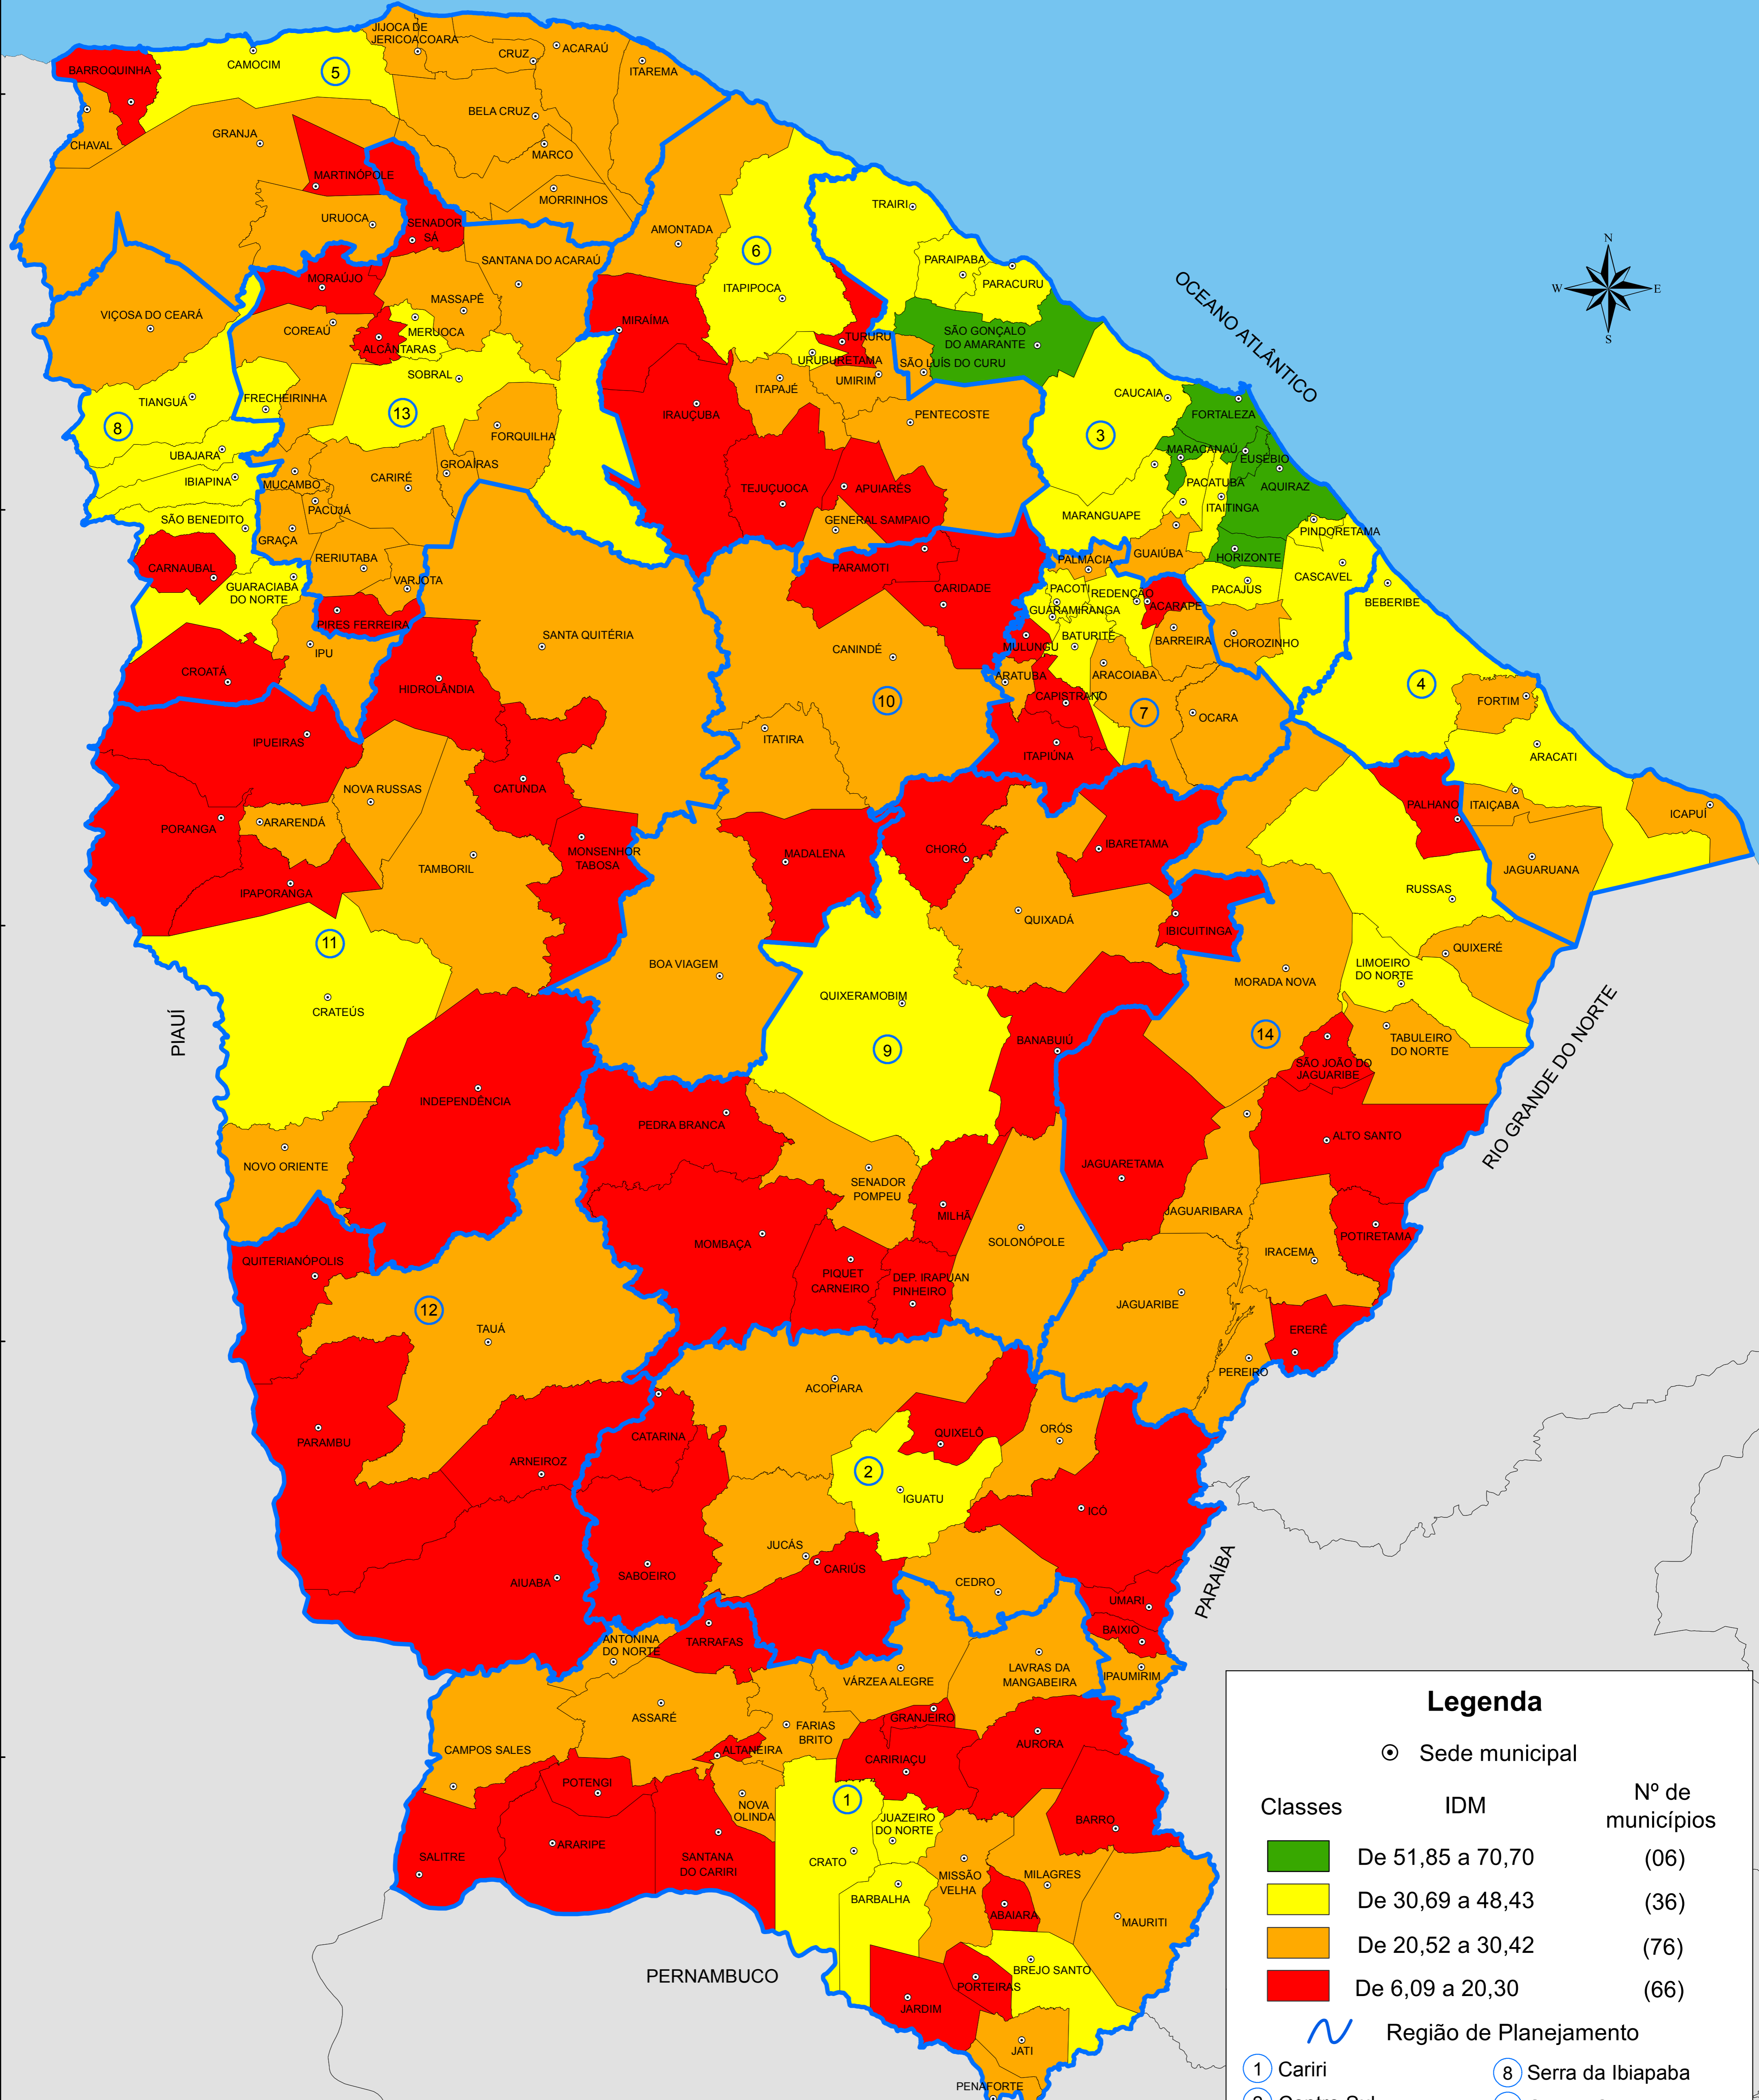 JIJOCA DE
JERICOACOARA
CRUZ
ACARAÚ
ITAREMA
BARROQUINHA
CAMOCIM
5
BELA CRUZ
GRANJA
CHAVAL
MARCO
MARTINÓPOLE
MORRINHOS
URUOCA
SENADOR
SÁ
TRAIRI
AMONTADA
6
N
W
E
S
SANTANA DO ACARAÚ
PARAIPABA
PARACURU
OCEANO ATLÂNTICO
MORAÚJO
ITAPIPOCA
MASSAPÊ
VIÇOSA DO CEARÁ
MIRAÍMA
COREAÚ
MERUOCA
SÃO GONÇALO
DO AMARANTE
TURURU
ALCÂNTARAS
URUBURETAMA
SÃO LUÍS DO CURU
SOBRAL
UMIRIM
ITAPAJÉ
CAUCAIA
TIANGUÁ
FRECHEIRINHA
13
IRAUÇUBA
PENTECOSTE
FORTALEZA
8
FORQUILHA
3
MARACANAÚ
EUSÉBIO
UBAJARA
GROAÍRAS
IBIAPINA
MUCAMBO
CARIRÉ
TEJUÇUOCA
APUIARÉS
PACATUBA
AQUIRAZ
PACUJÁ
ITAITINGA
SÃO BENEDITO
GENERAL SAMPAIO
MARANGUAPE
PINDORETAMA
GRAÇA
RERIUTABA
GUAIÚBA
HORIZONTE
CARNAUBAL
PARAMOTI
PALMÁCIA
VARJOTA
CASCAVEL
GUARACIABA
DO NORTE
CARIDADE
PACOTI
REDENÇÃO
PACAJUS
BEBERIBE
GUARAMIRANGA
ACARAPE
PIRES FERREIRA
SANTA QUITÉRIA
BATURITÉ
BARREIRA
CHOROZINHO
IPU
CANINDÉ
MULUNGU
CROATÁ
ARATUBA
ARACOIABA
HIDROLÂNDIA
4
CAPISTRANO
10
7
OCARA
FORTIM
IPUEIRAS
ITATIRA
ITAPIÚNA
ARACATI
NOVA RUSSAS
CATUNDA
PALHANO
ITAIÇABA
ICAPUÍ
PORANGA
ARARENDÁ
MONSENHOR
TABOSA
MADALENA
CHORÓ
IBARETAMA
TAMBORIL
JAGUARUANA
IPAPORANGA
RUSSAS
QUIXADÁ
IBICUITINGA
11
QUIXERÉ
BOA VIAGEM
LIMOEIRO
DO NORTE
MORADA NOVA
QUIXERAMOBIM
CRATEÚS
PIAUÍ
14
TABULEIRO
DO NORTE
BANABUIÚ
9
SÃO JOÃO DO
JAGUARIBE
RIO GRANDE DO NORTE
INDEPENDÊNCIA
PEDRA BRANCA
ALTO SANTO
NOVO ORIENTE
JAGUARETAMA
SENADOR
POMPEU
JAGUARIBARA
MILHÃ
POTIRETAMA
MOMBAÇA
SOLONÓPOLE
IRACEMA
QUITERIANÓPOLIS
PIQUET
CARNEIRO
DEP. IRAPUAN
PINHEIRO
JAGUARIBE
12
TAUÁ
ERERÊ
PEREIRO
ACOPIARA
PARAMBU
CATARINA
QUIXELÔ
ORÓS
ARNEIROZ
2
IGUATU
ICÓ
JUCÁS
SABOEIRO
CARIÚS
AIUABA
CEDRO
PARAÍBA
UMARI
BAIXIO
ANTONINA
DO NORTE
TARRAFAS
LAVRAS DA
MANGABEIRA
IPAUMIRIM
VÁRZEA ALEGRE
Legenda
ASSARÉ
FARIAS
BRITO
GRANJEIRO
AURORA
CAMPOS SALES
ALTANEIRA
CARIRIAÇU
Sede municipal
POTENGI
1
NOVA
OLINDA
JUAZEIRO
DO NORTE
BARRO
Classes IDM Nº de
municípios
ARARIPE
SALITRE
SANTANA
DO CARIRI
CRATO
De 51,85 a 70,70 (06)
MISSÃO
VELHA
MILAGRES
BARBALHA
De 30,69 a 48,43 (36)
ABAIARA
MAURITI
De 20,52 a 30,42 (76)
PERNAMBUCO
BREJO SANTO
PORTEIRAS
De 6,09 a 20,30 (66)
JARDIM
Região de Planejamento
JATI
1 Cariri
8 Serra da Ibiapaba
PENAFORTE